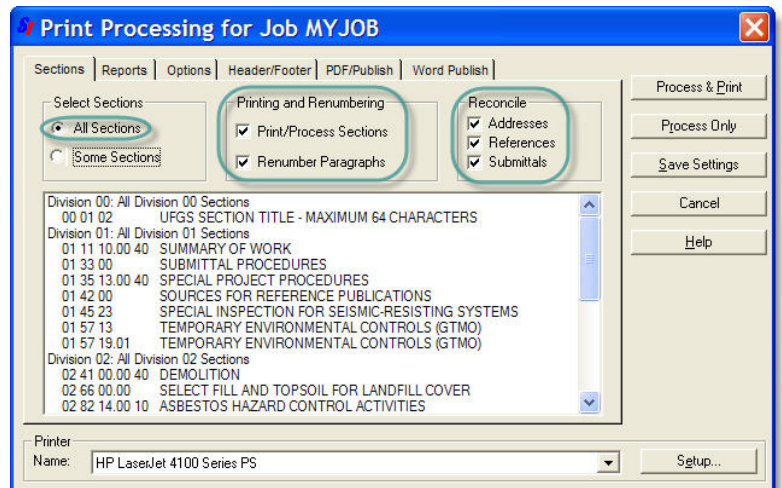 SI Print Processing for Job MYJOB
Sections Reports Options Header/Footer PDF/Publish Word Publish
Select Sections
All Sections
Some Sections
Printing and Renumbering
Print/Process Sections
Renumber Paragraphs
Reconcile
Addresses
References
Submittals
Process & Print
Process Only
Save Settings
Cancel
Help
Division 00: All Division 00 Sections
00 01 02 UFGS SECTION TITLE - MAXIMUM 64 CHARACTERS
Division 01: All Division 01 Sections
01 11 10.00 40 SUMMARY OF WORK
01 33 00 SUBMITTAL PROCEDURES
01 35 13.00 40 SPECIAL PROJECT PROCEDURES
01 42 00 SOURCES FOR REFERENCE PUBLICATIONS
01 45 23 SPECIAL INSPECTION FOR SEISMIC-RESISTING SYSTEMS
01 57 13 TEMPORARY ENVIRONMENTAL CONTROLS (GTMO)
01 57 19.01 TEMPORARY ENVIRONMENTAL CONTROLS (GTMO)
Division 02: All Division 02 Sections
02 41 00.00 40 DEMOLITION
02 66 00.00 SELECT FILL AND TOPSOIL FOR LANDFILL COVER
02 82 14.00 10 ASBESTOS HAZARD CONTROL ACTIVITIES
Printer
Name: HP LaserJet 4100 Series PS
Setup...